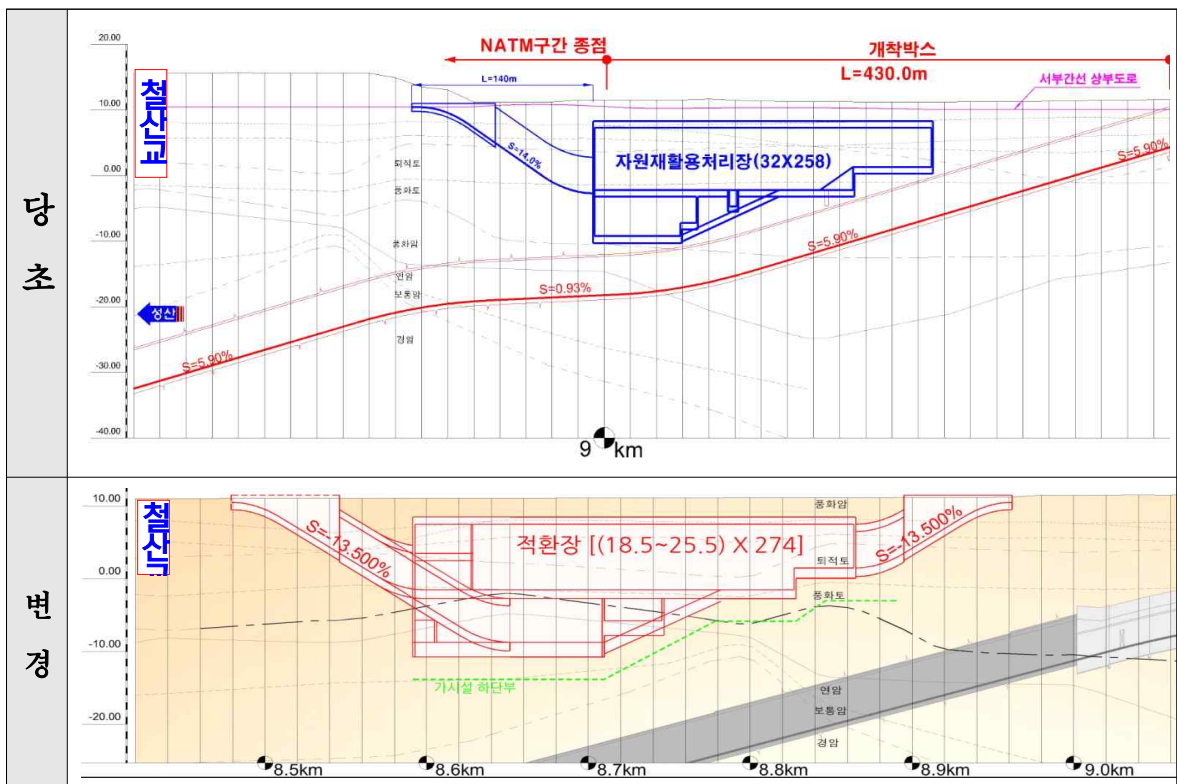 당초
20.00
10.00
0.00
-10.00
-20.00
-30.00
-40.00
철산교
NATM구간 종점
개착박스
L=430.0m
L=140m
서부간선 상부도로
S=14.0%
자원재활용처리장(32X258)
퇴적토
풍화토
풍화암
연암
보통암
경암
성산
S=5.90%
S=0.93%
S=5.90%
S=5.90%
9 km
변경
10.00
0.00
-10.00
-20.00
S=-13.500%
적환장 [(18.5~25.5) X 274]
S=-13.500%
풍화암
퇴적토
풍화토
가시설 하단부
연암
보통암
경암
8.5km
8.6km
8.7km
8.8km
8.9km
9.0km